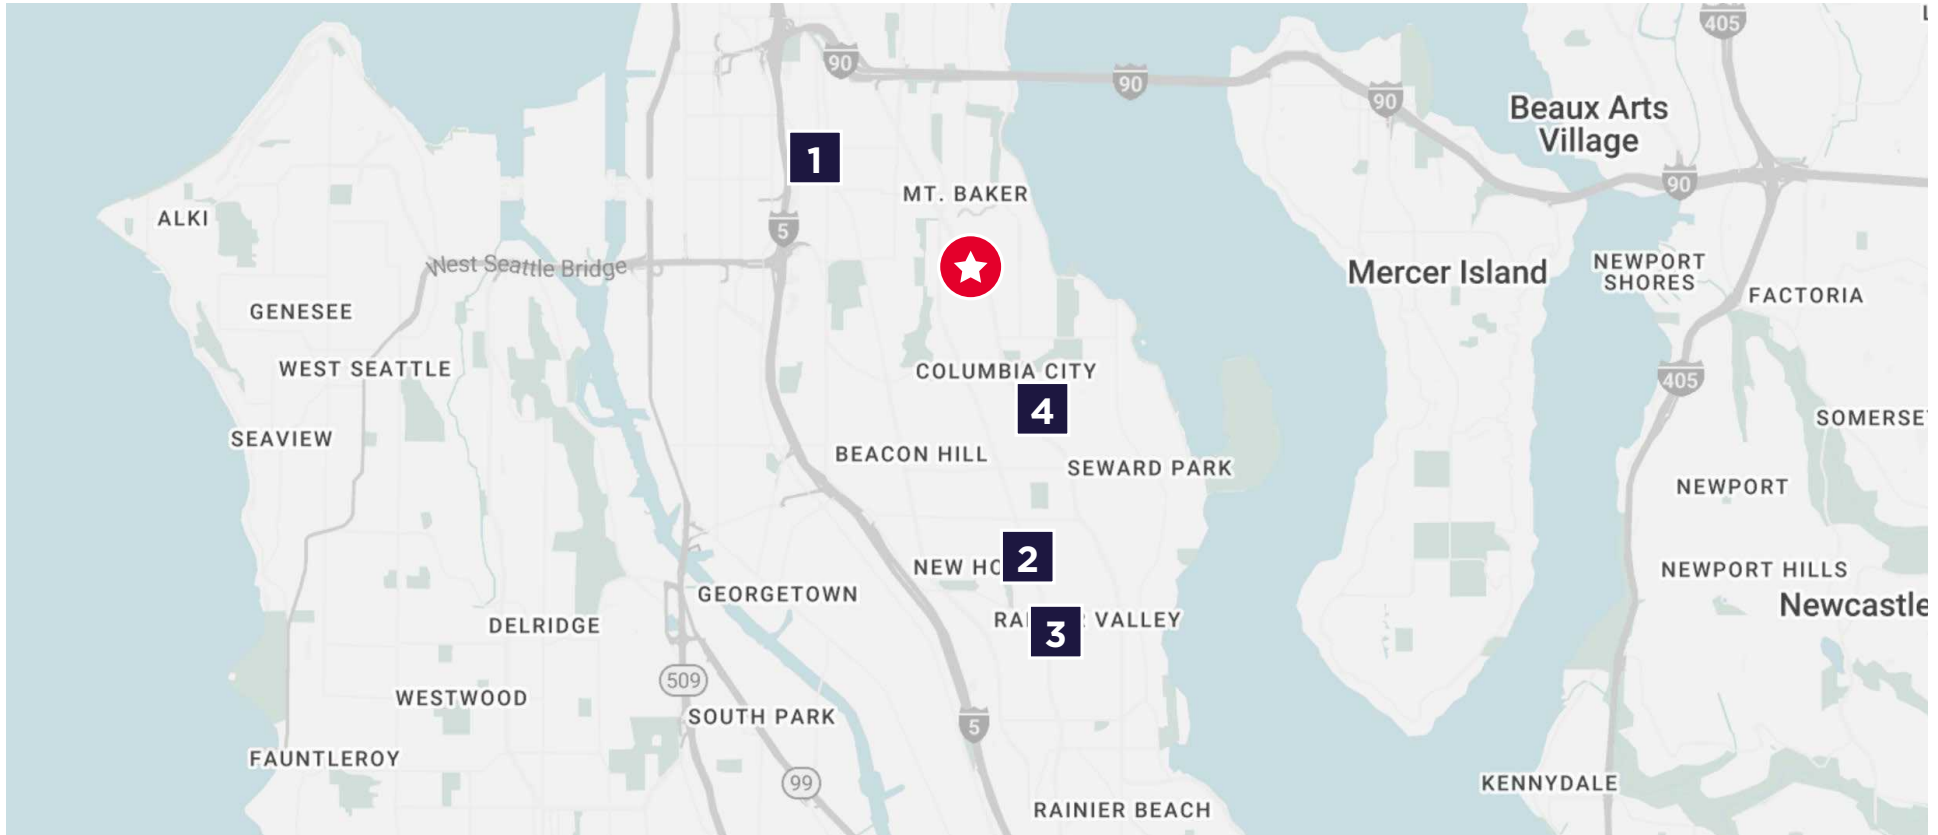 405
90
90
90
Beaux Arts
Village
1
MT. BAKER
90
ALKI
5
West Seattle Bridge
Mercer Island
NEWPORT
SHORES
FACTORIA
GENESEE
WEST SEATTLE
COLUMBIA CITY
405
4
SOMERSE
SEAVIEW
BEACON HILL
SEWARD PARK
NEWPORT
NEW HO
2
NEWPORT HILLS
GEORGETOWN
Newcastle
DELRIDGE
RAI
3
VALLEY
509
WESTWOOD
SOUTH PARK
5
FAUNTLEROY
99
KENNYDALE
RAINIER BEACH